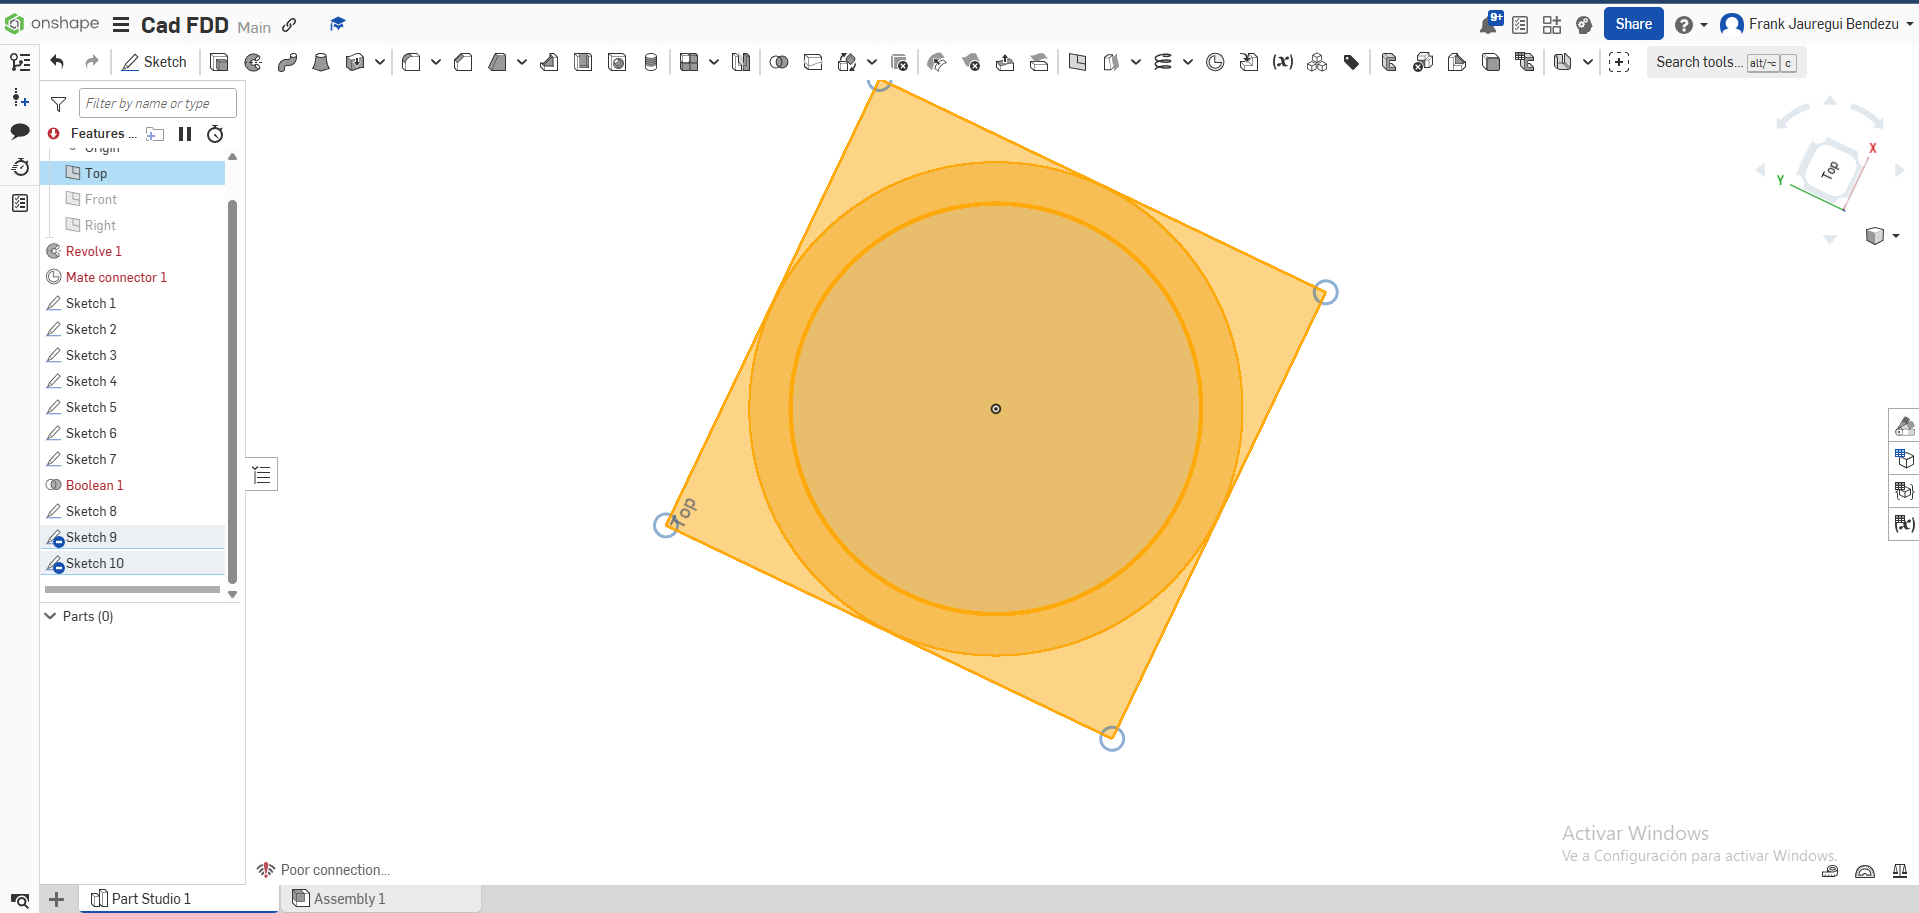 onshape Cad FDD Main 9+ Share Frank Jauregui Bendezu
Sketch (x) Search tools... alt/⌥ c
Filter by name or type
Features ...
Origin
Top
Front
Right
Revolve 1
Mate connector 1
Sketch 1
Sketch 2
Sketch 3
Sketch 4
Sketch 5
Sketch 6
Sketch 7
Boolean 1
Sketch 8
Sketch 9
Sketch 10
Parts (0)
Top
X
Y
Top
(x)
Activar Windows
Ve a Configuración para activar Windows.
Poor connection...
Part Studio 1
Assembly 1